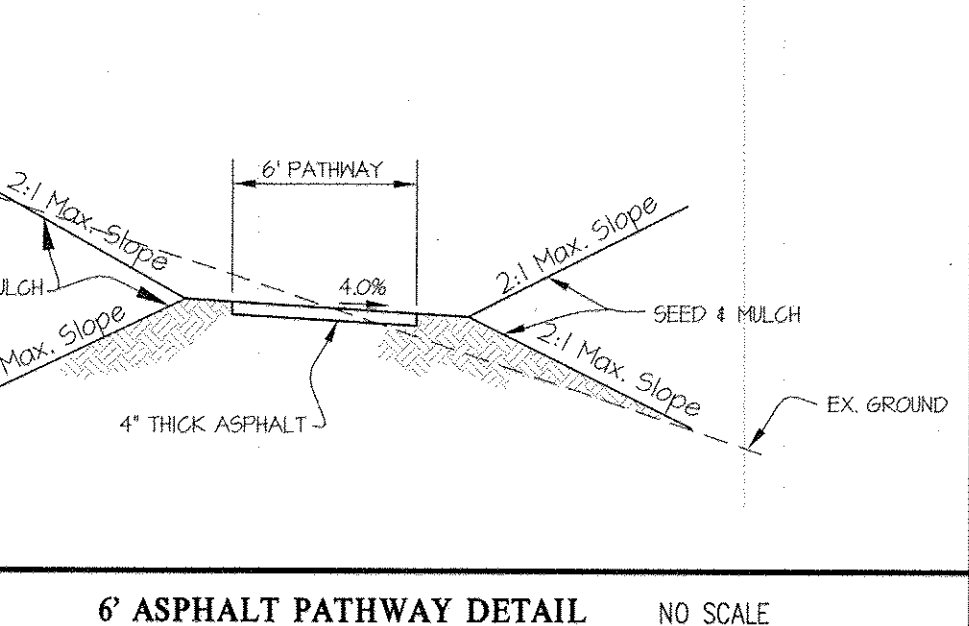 6' PATHWAY
2:1 Max. Slope
2:1 Max. Slope
4.0%
ULCH
SEED & MULCH
Max. Slope
2:1 Max. Slope
EX. GROUND
4" THICK ASPHALT
6' ASPHALT PATHWAY DETAIL NO SCALE